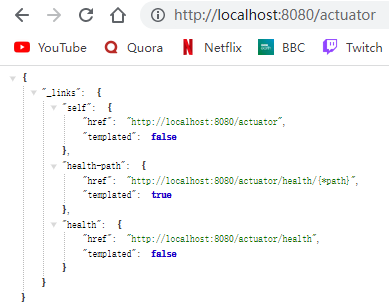 http://localhost:8080/actuator
YouTube Quora Netflix BBC Twitch
{
"_links": {
"self": {
"href": "http://localhost:8080/actuator",
"templated": false
},
"health-path": {
"href": "http://localhost:8080/actuator/health/{*path}",
"templated": true
},
"health": {
"href": "http://localhost:8080/actuator/health",
"templated": false
}
}
}